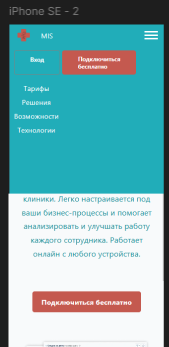 iPhone SE - 2
MIS
Вход
Подключиться
бесплатно
Тарифы
Решения
Возможности
Технологии
клиники. Легко настраивается под
ваши бизнес-процессы и помогает
анализировать и улучшать работу
каждого сотрудника. Работает
онлайн с любого устройства.
Подключиться бесплатно